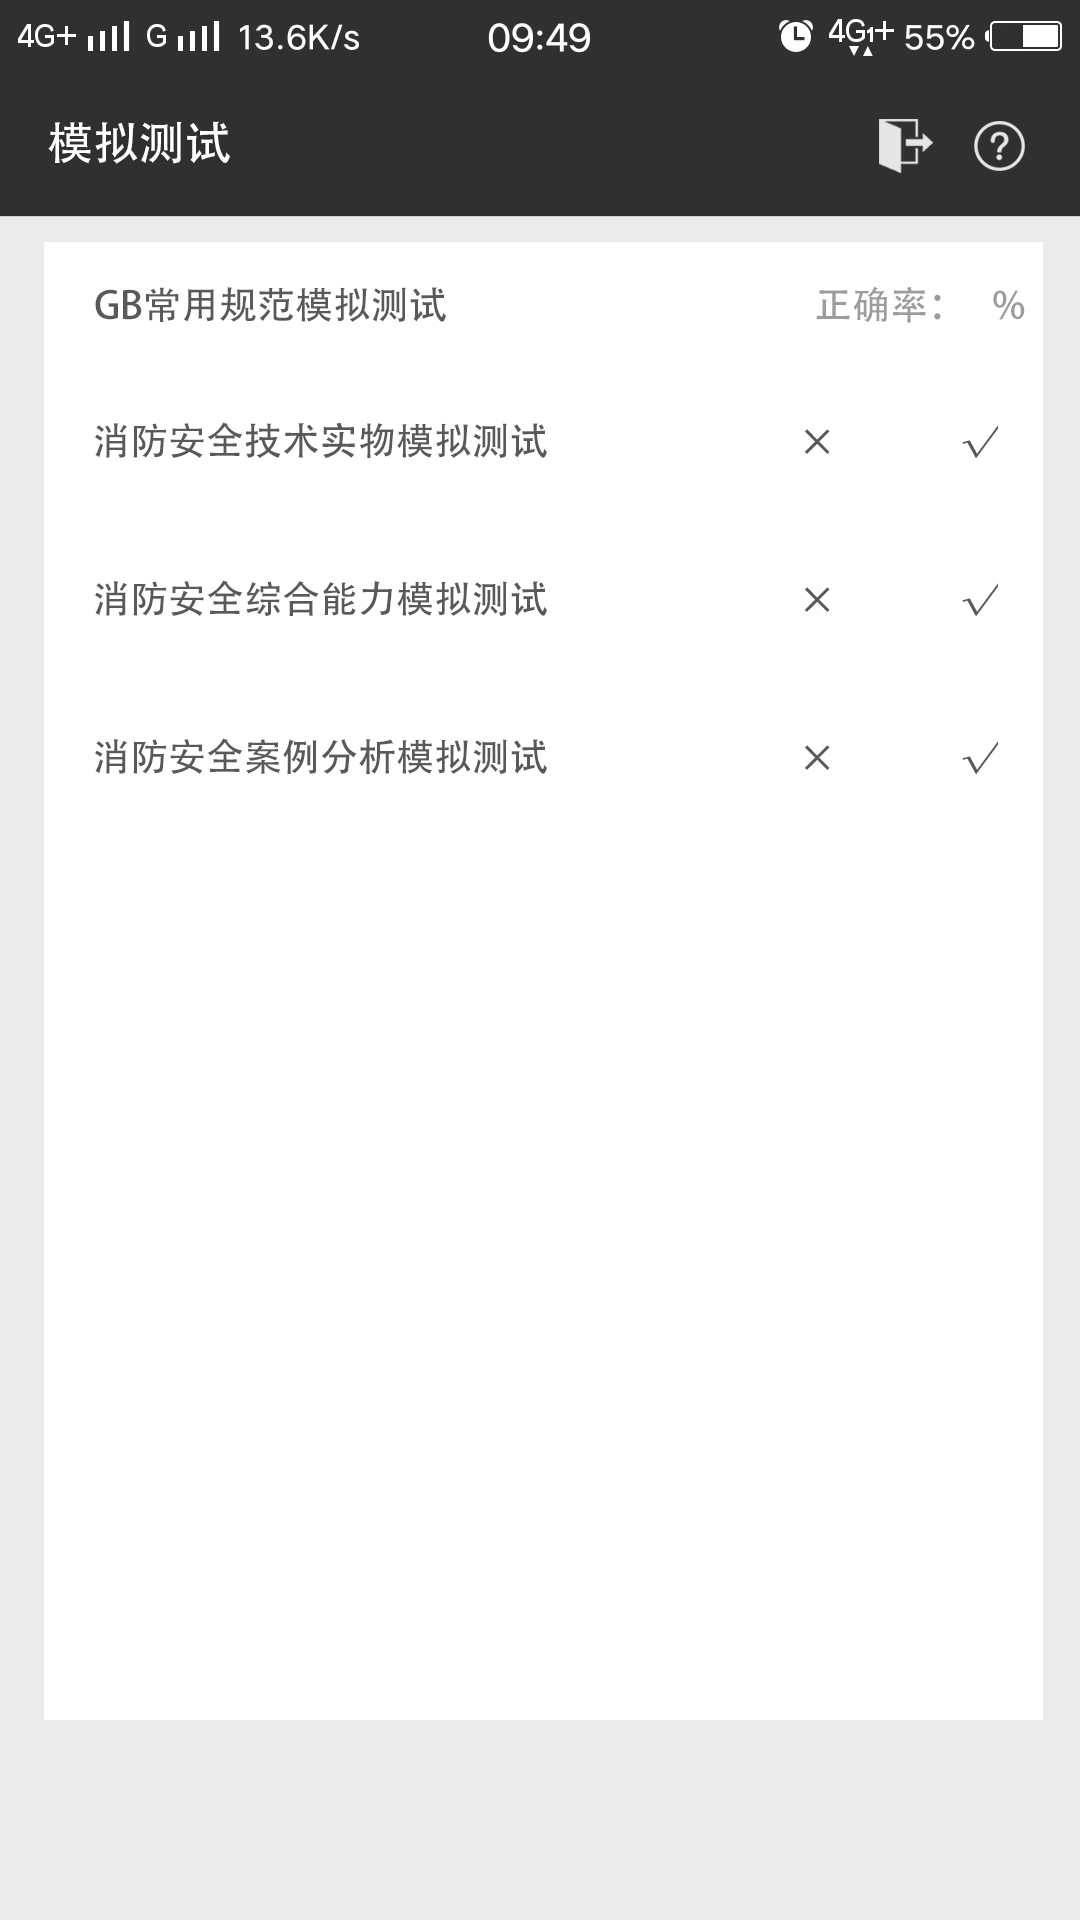 4G+ G 13.6K/s 09:49 4G1+ 55%
模拟测试
GB常用规范模拟测试 正确率： %
消防安全技术实物模拟测试 × √
消防安全综合能力模拟测试 × √
消防安全案例分析模拟测试 × √